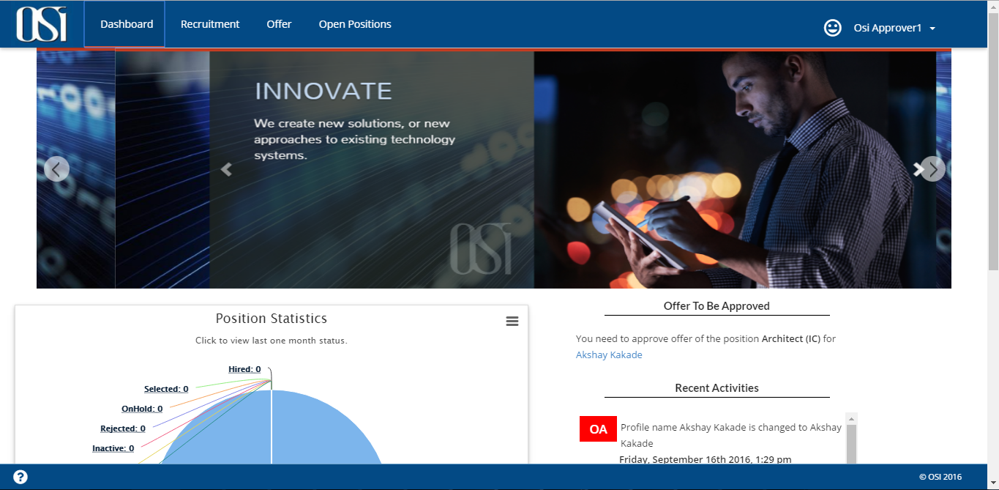 OSI
Dashboard
Recruitment
Offer
Open Positions
Osi Approver1
INNOVATE
We create new solutions, or new
approaches to existing technology
systems.
OSI
Position Statistics
Click to view last one month status.
Hired: 0
Selected: 0
OnHold: 0
Rejected: 0
Inactive: 0
Offer To Be Approved
You need to approve offer of the position Architect (IC) for
Akshay Kakade
Recent Activities
OA
Profile name Akshay Kakade is changed to Akshay
Kakade
Friday, September 16th 2016, 1:29 pm
?
© OSI 2016